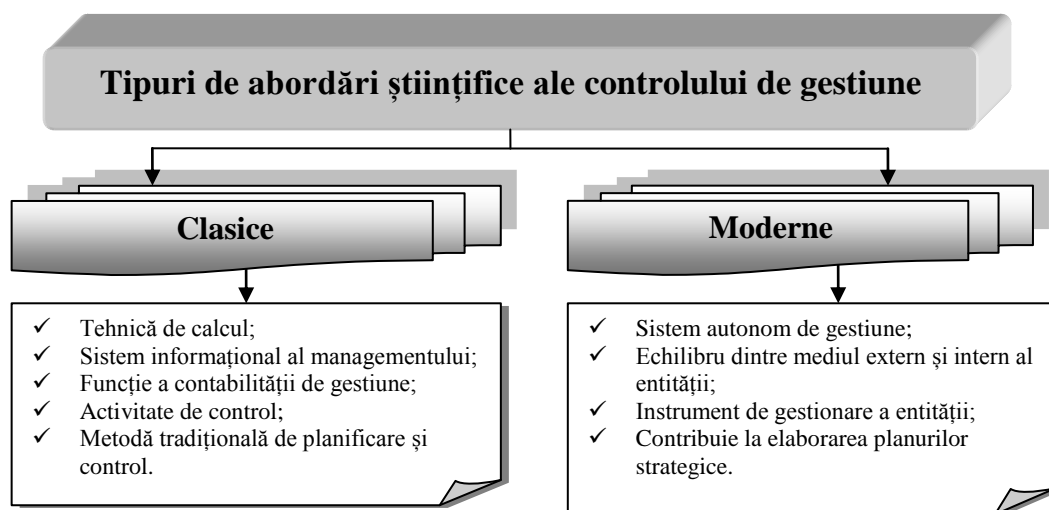 Tipuri de abordări științifice ale controlului de gestiune
Clasice
✓ Tehnică de calcul;
✓ Sistem informațional al managementului;
✓ Funcție a contabilității de gestiune;
✓ Activitate de control;
✓ Metodă tradițională de planificare și
control.
Moderne
✓ Sistem autonom de gestiune;
✓ Echilibru dintre mediul extern și intern al
entității;
✓ Instrument de gestionare a entității;
✓ Contribuie la elaborarea planurilor
strategice.